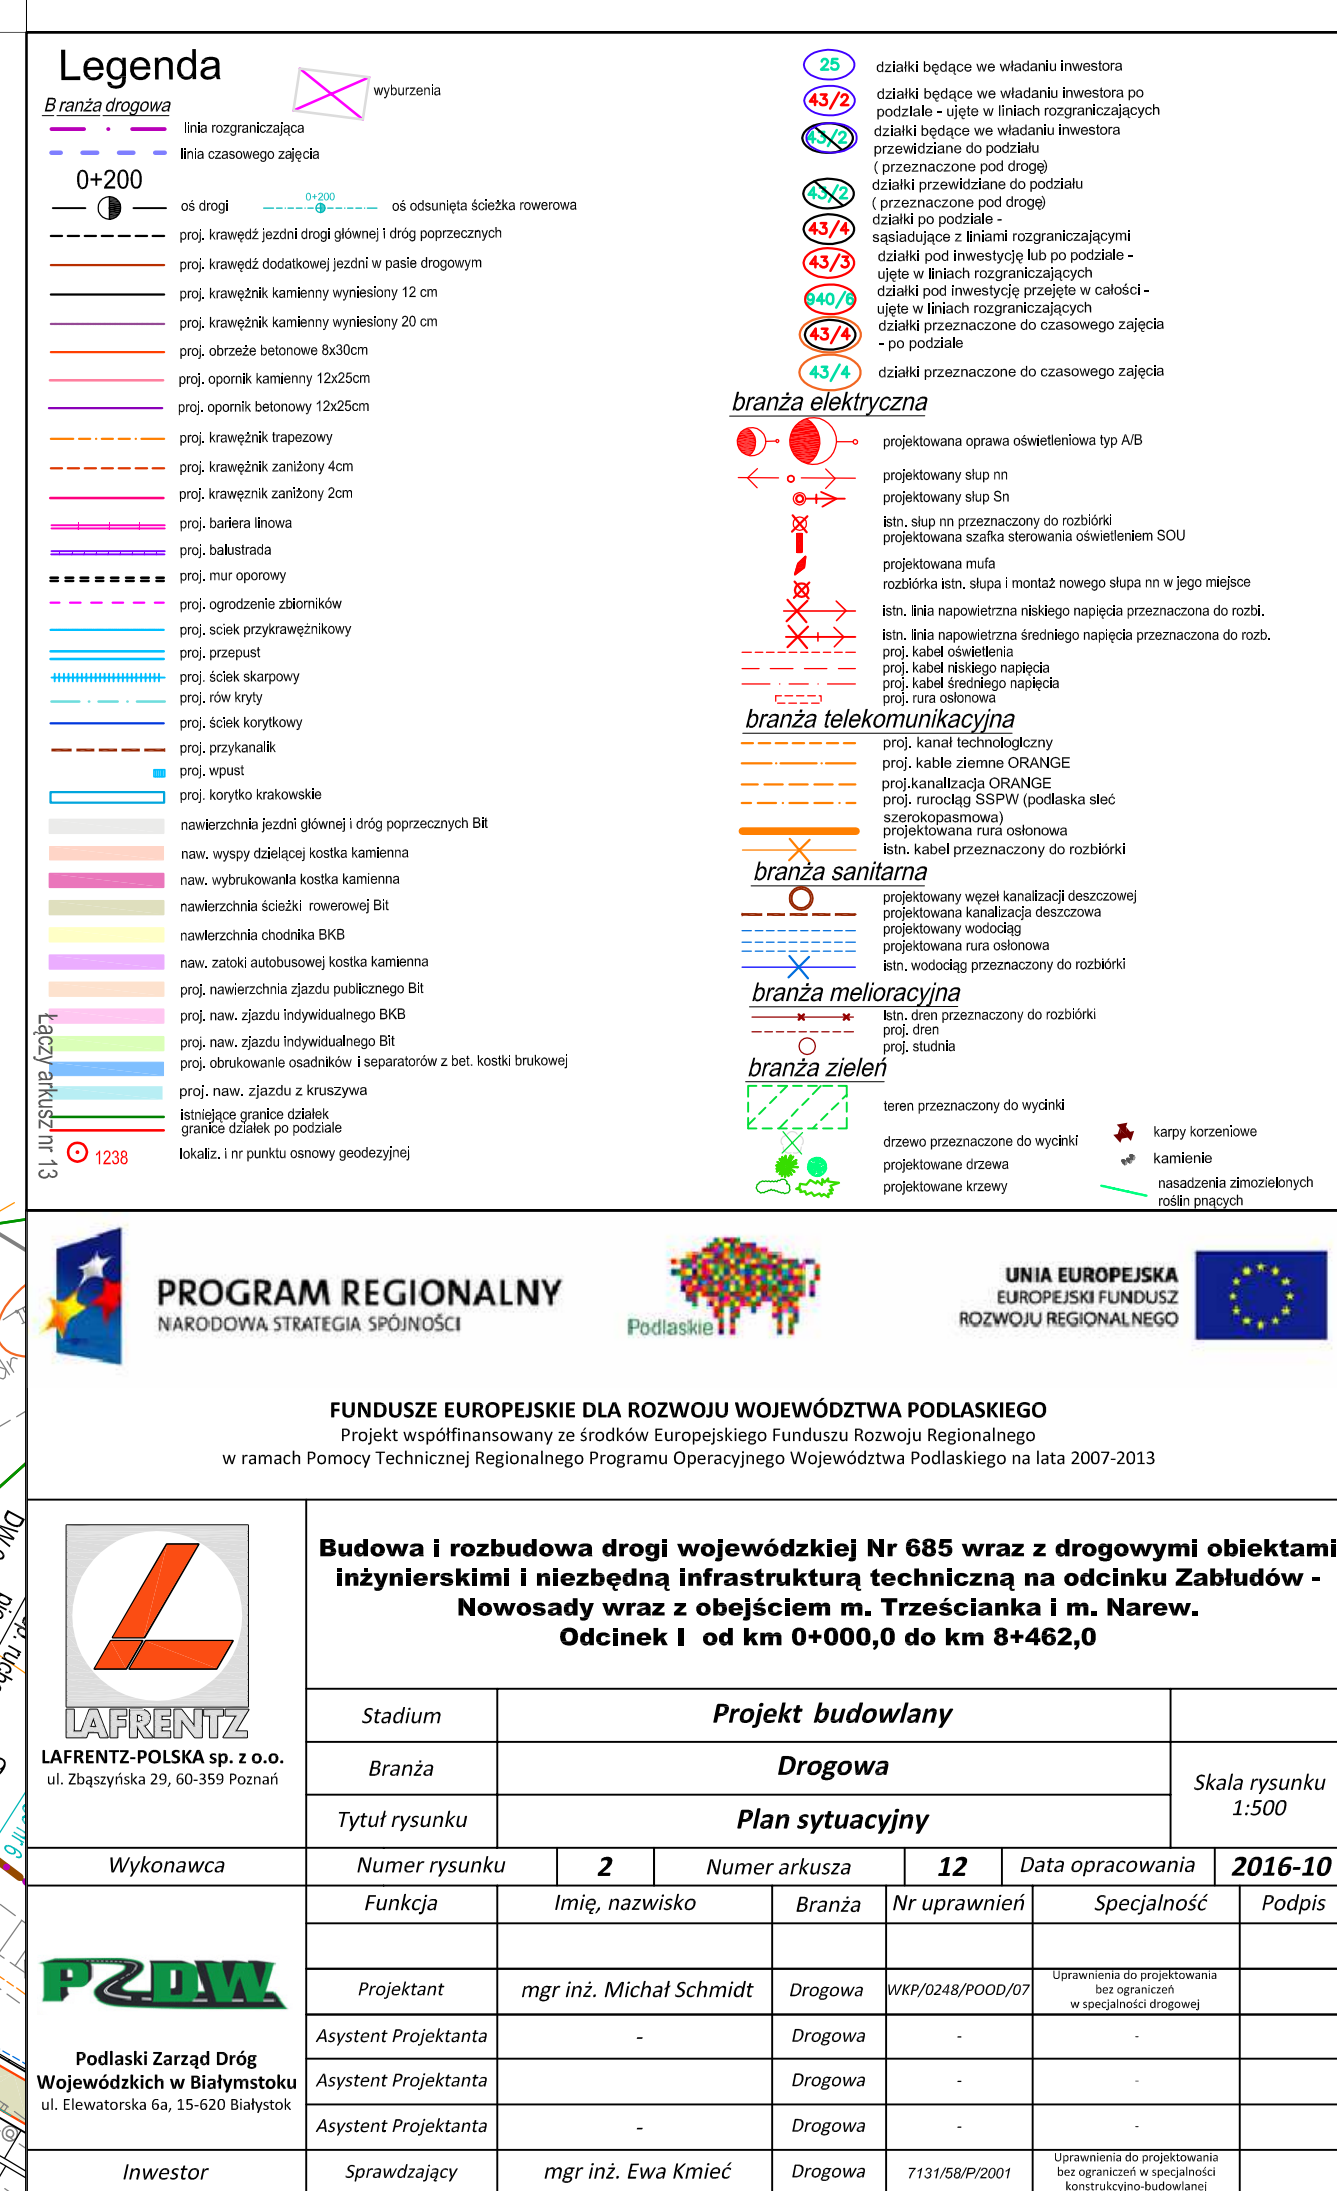 Legenda
Branża drogowa
wyburzenia
linia rozgraniczająca
linia czasowego zajęcia
0+200
oś drogi
0+200
oś odsunięta ścieżka rowerowa
proj. krawędź jezdni drogi głównej i dróg poprzecznych
proj. krawędź dodatkowej jezdni w pasie drogowym
proj. krawężnik kamienny wyniesiony 12 cm
proj. krawężnik kamienny wyniesiony 20 cm
proj. obrzeże betonowe 8x30cm
proj. opornik kamienny 12x25cm
proj. opornik betonowy 12x25cm
proj. krawężnik trapezowy
proj. krawężnik zaniżony 4cm
proj. krawęznik zaniżony 2cm
proj. bariera linowa
proj. balustrada
proj. mur oporowy
proj. ogrodzenie zbiorników
proj. sciek przykrawężnikowy
proj. przepust
proj. ściek skarpowy
proj. rów kryty
proj. ściek korytkowy
proj. przykanalik
proj. wpust
proj. korytko krakowskie
nawierzchnia jezdni głównej i dróg poprzecznych Bit
naw. wyspy dzielącej kostka kamienna
naw. wybrukowania kostka kamienna
nawierzchnia ścieżki rowerowej Bit
nawierzchnia chodnika BKB
naw. zatoki autobusowej kostka kamienna
proj. nawierzchnia zjazdu publicznego Bit
proj. naw. zjazdu indywidualnego BKB
proj. naw. zjazdu indywidualnego Bit
proj. obrukowanie osadników i separatorów z bet. kostki brukowej
proj. naw. zjazdu z kruszywa
istniejące granice działek
granice działek po podziale
1238
lokaliz. i nr punktu osnowy geodezyjnej
Łączy arkusz nr 13
25
działki będące we władaniu inwestora
43/2
działki będące we władaniu inwestora po
podziale - ujęte w liniach rozgraniczających
43/2
działki będące we władaniu inwestora
przewidziane do podziału
( przeznaczone pod drogę)
43/2
działki przewidziane do podziału
( przeznaczone pod drogę)
43/4
działki po podziale -
sąsiadujące z liniami rozgraniczającymi
43/3
działki pod inwestycję lub po podziale -
ujęte w liniach rozgraniczających
940/6
działki pod inwestycję przejęte w całości -
ujęte w liniach rozgraniczających
43/4
działki przeznaczone do czasowego zajęcia
- po podziale
43/4
działki przeznaczone do czasowego zajęcia
branża elektryczna
projektowana oprawa oświetleniowa typ A/B
projektowany słup nn
projektowany słup Sn
istn. słup nn przeznaczony do rozbiórki
projektowana szafka sterowania oświetleniem SOU
projektowana mufa
rozbiórka istn. słupa i montaż nowego słupa nn w jego miejsce
istn. linia napowietrzna niskiego napięcia przeznaczona do rozbi.
istn. linia napowietrzna średniego napięcia przeznaczona do rozb.
proj. kabel oświetlenia
proj. kabel niskiego napięcia
proj. kabel średniego napięcia
proj. rura osłonowa
branża telekomunikacyjna
proj. kanał technologiczny
proj. kable ziemne ORANGE
proj.kanalizacja ORANGE
proj. rurociąg SSPW (podlaska sieć
szerokopasmowa)
projektowana rura osłonowa
istn. kabel przeznaczony do rozbiórki
branża sanitarna
projektowany węzeł kanalizacji deszczowej
projektowana kanalizacja deszczowa
projektowany wodociąg
projektowana rura osłonowa
istn. wodociąg przeznaczony do rozbiórki
branża melioracyjna
Istn. dren przeznaczony do rozbiórki
proj. dren
proj. studnia
branża zieleń
teren przeznaczony do wycinki
drzewo przeznaczone do wycinki
projektowane drzewa
projektowane krzewy
karpy korzeniowe
kamienie
nasadzenia zimozielonych
roślin pnących
PROGRAM REGIONALNY
NARODOWA STRATEGIA SPÓJNOŚCI
Podlaskie
UNIA EUROPEJSKA
EUROPEJSKI FUNDUSZ
ROZWOJU REGIONALNEGO
FUNDUSZE EUROPEJSKIE DLA ROZWOJU WOJEWÓDZTWA PODLASKIEGO
Projekt współfinansowany ze środków Europejskiego Funduszu Rozwoju Regionalnego
w ramach Pomocy Technicznej Regionalnego Programu Operacyjnego Województwa Podlaskiego na lata 2007-2013
LAFRENTZ
LAFRENTZ-POLSKA sp. z o.o.
ul. Zbąszyńska 29, 60-359 Poznań
Budowa i rozbudowa drogi wojewódzkiej Nr 685 wraz z drogowymi obiektami
inżynierskimi i niezbędną infrastrukturą techniczną na odcinku Zabłudów -
Nowosady wraz z obejściem m. Trześcianka i m. Narew.
Odcinek I od km 0+000,0 do km 8+462,0
Stadium Projekt budowlany
Branża Drogowa
Skala rysunku
1:500
Tytuł rysunku Plan sytuacyjny
Wykonawca Numer rysunku 2 Numer arkusza 12 Data opracowania 2016-10
Funkcja Imię, nazwisko Branża Nr uprawnień Specjalność Podpis
Projektant mgr inż. Michał Schmidt Drogowa WKP/0248/POOD/07
Uprawnienia do projektowania
bez ograniczeń
w specjalności drogowej
Asystent Projektanta - Drogowa - -
Asystent Projektanta Drogowa - -
Asystent Projektanta - Drogowa - -
PZDW
Podlaski Zarząd Dróg
Wojewódzkich w Białymstoku
ul. Elewatorska 6a, 15-620 Białystok
Inwestor Sprawdzający mgr inż. Ewa Kmieć Drogowa 7131/58/P/2001
Uprawnienia do projektowania
bez ograniczeń w specjalności
konstrukcyjno-budowlanej